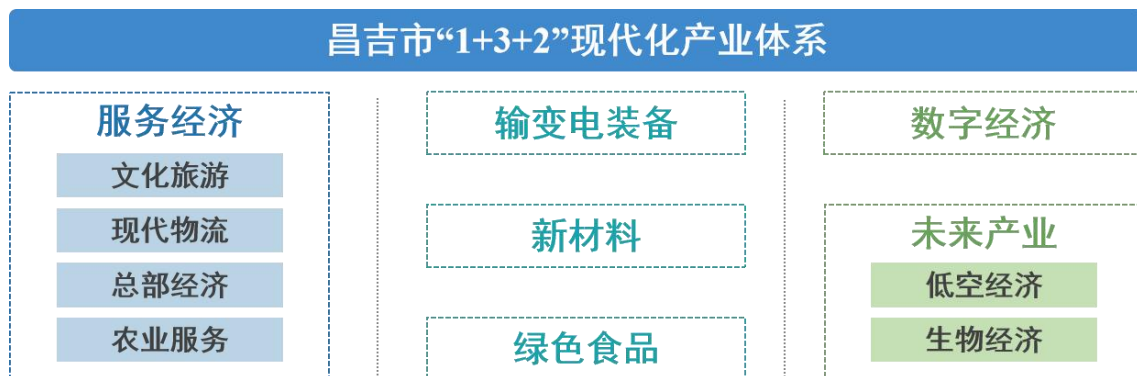 昌吉市“1+3+2”现代化产业体系
服务经济
文化旅游
现代物流
总部经济
农业服务
输变电装备
新材料
绿色食品
数字经济
未来产业
低空经济
生物经济